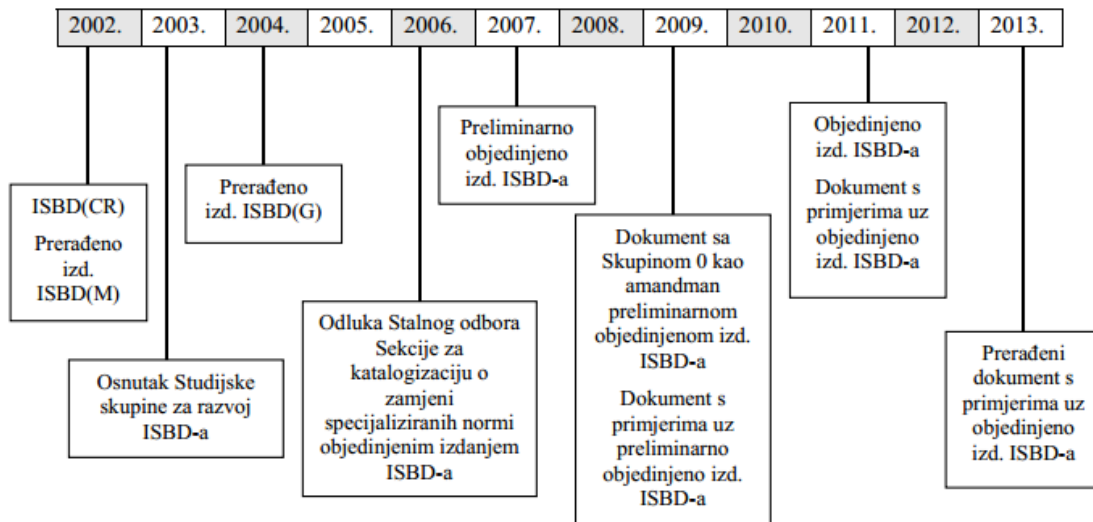 2002. 2003. 2004. 2005. 2006. 2007. 2008. 2009. 2010. 2011. 2012. 2013.
ISBD(CR)
Prerađeno
izd.
ISBD(M)
Osnutak Studijske
skupine za razvoj
ISBD-a
Prerađeno
izd. ISBD(G)
Odluka Stalnog odbora
Sekcije za
katalogizaciju o
zamjeni
specijaliziranih normi
objedinjenim izdanjem
ISBD-a
Preliminarno
objedinjeno
izd. ISBD-a
Dokument sa
Skupinom 0 kao
amandman
preliminarnom
objedinjenom izd.
ISBD-a
Dokument s
primjerima uz
preliminarno
objedinjeno izd.
ISBD-a
Objedinjeno
izd. ISBD-a
Dokument s
primjerima uz
objedinjeno
izd. ISBD-a
Prerađeni
dokument s
primjerima uz
objedinjeno
izd. ISBD-a